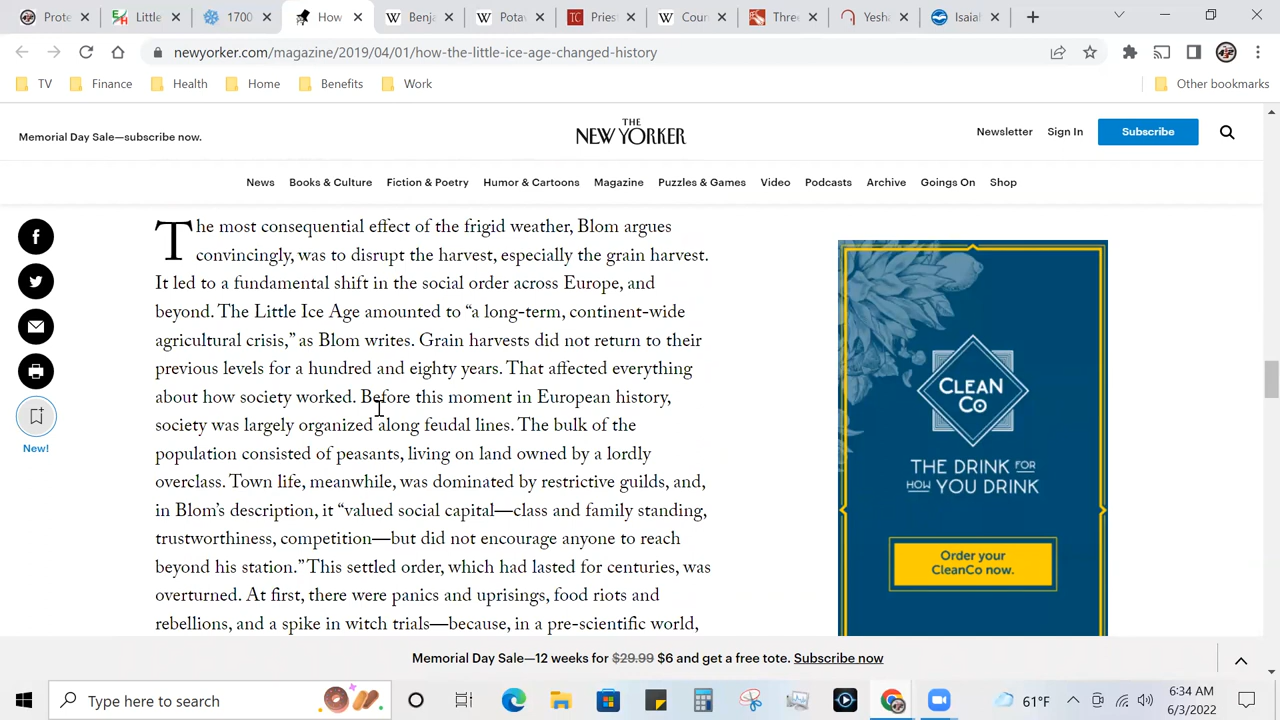 Prote
Little
1700
How
Benja
Potav
TC
Priest
Coun
Three
Yesha
Isaiah
newyorker.com/magazine/2019/04/01/how-the-little-ice-age-changed-history
TV
Finance
Health
Home
Benefits
Work
Other bookmarks
Memorial Day Sale—subscribe now.
THE
NEW YORKER
Newsletter
Sign In
Subscribe
News
Books & Culture
Fiction & Poetry
Humor & Cartoons
Magazine
Puzzles & Games
Video
Podcasts
Archive
Goings On
Shop
New!
The most consequential effect of the frigid weather, Blom argues
convincingly, was to disrupt the harvest, especially the grain harvest.
It led to a fundamental shift in the social order across Europe, and
beyond. The Little Ice Age amounted to “a long-term, continent-wide
agricultural crisis,” as Blom writes. Grain harvests did not return to their
previous levels for a hundred and eighty years. That affected everything
about how society worked. Before this moment in European history,
society was largely organized along feudal lines. The bulk of the
population consisted of peasants, living on land owned by a lordly
overclass. Town life, meanwhile, was dominated by restrictive guilds, and,
in Blom’s description, it “valued social capital—class and family standing,
trustworthiness, competition—but did not encourage anyone to reach
beyond his station.” This settled order, which had lasted for centuries, was
overturned. At first, there were panics and uprisings, food riots and
rebellions, and a spike in witch trials—because, in a pre-scientific world,
CLEAN
CO
THE DRINK FOR
HOW YOU DRINK
Order your
CleanCo now.
Memorial Day Sale—12 weeks for $29.99 $6 and get a free tote. Subscribe now
Type here to search
61°F
6:34 AM
6/3/2022